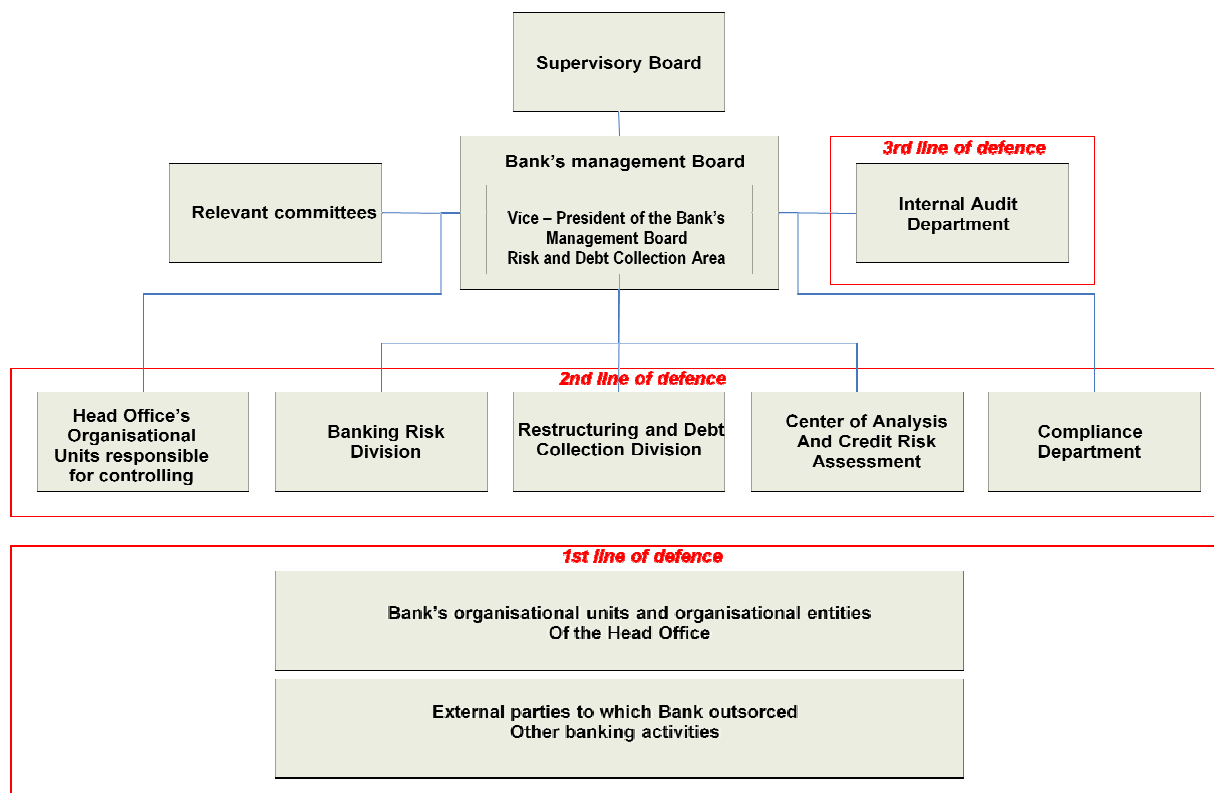 Supervisory Board
Bank’s management Board
Vice – President of the Bank’s
Management Board
Risk and Debt Collection Area
Relevant committees
3rd line of defence
Internal Audit
Department
2nd line of defence
Head Office’s
Organisational
Units responsible
for controlling
Banking Risk
Division
Restructuring and Debt
Collection Division
Center of Analysis
And Credit Risk
Assessment
Compliance
Department
1st line of defence
Bank’s organisational units and organisational entities
Of the Head Office
External parties to which Bank outsorced
Other banking activities